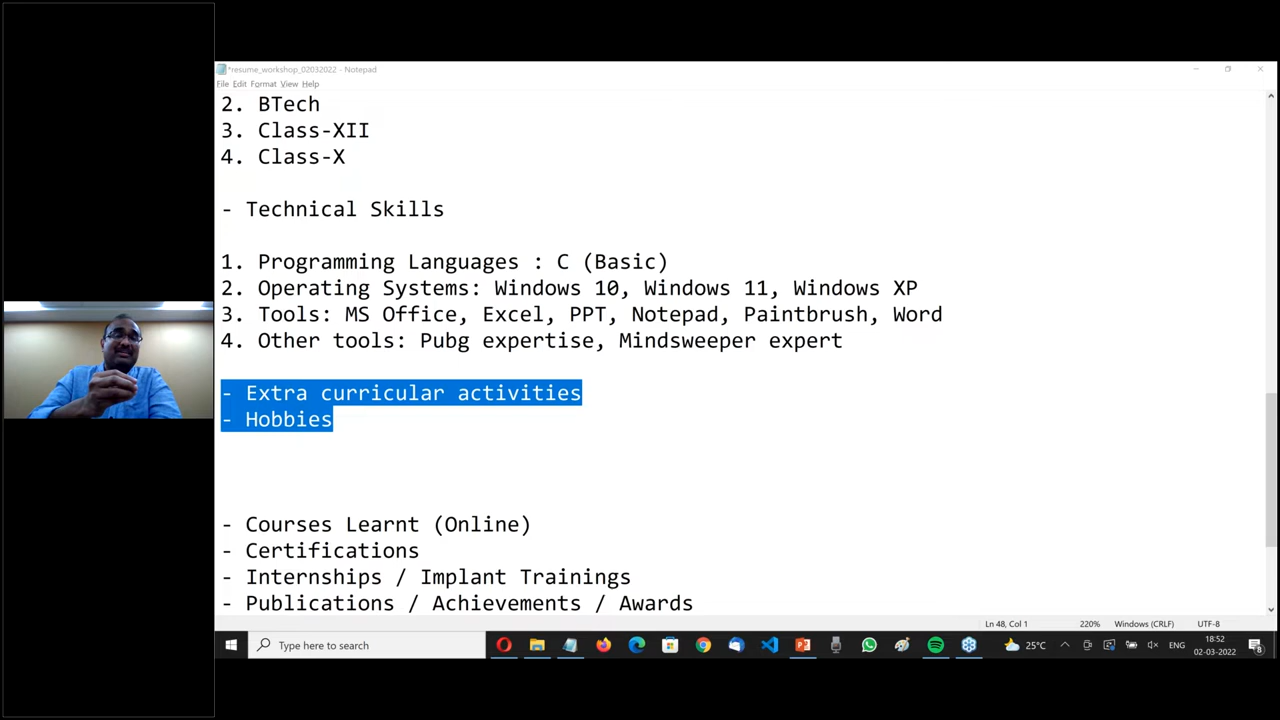 *resume_workshop_02032022 - Notepad
File Edit Format View Help
2. BTech
3. Class-XII
4. Class-X
- Technical Skills
1. Programming Languages : C (Basic)
2. Operating Systems: Windows 10, Windows 11, Windows XP
3. Tools: MS Office, Excel, PPT, Notepad, Paintbrush, Word
4. Other tools: Pubg expertise, Mindsweeper expert
- Extra curricular activities
- Hobbies
- Courses Learnt (Online)
- Certifications
- Internships / Implant Trainings
- Publications / Achievements / Awards
Ln 48, Col 1 220% Windows (CRLF) UTF-8
Type here to search
25°C ENG 18:52
02-03-2022 8